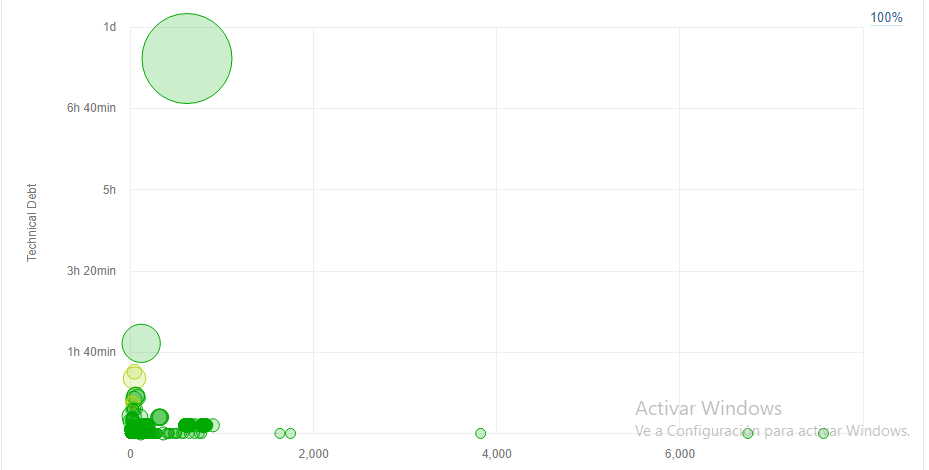 100%
1d
6h 40min
5h
3h 20min
1h 40min
Technical Debt
0
2,000
4,000
6,000
Activar Windows
Ve a Configuración para activar Windows.